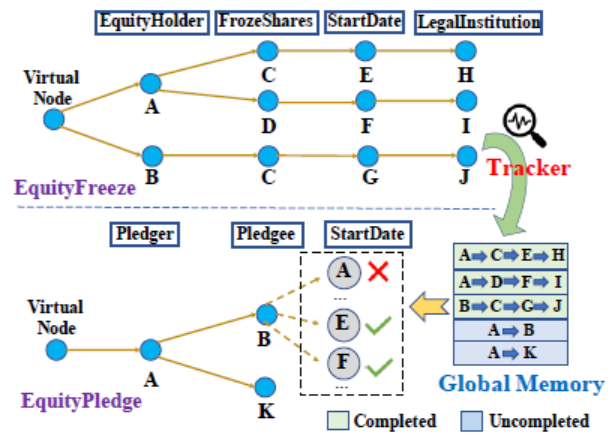 EquityHolder FrozeShares StartDate LegalInstitution
C E H
Virtual
Node
A
D F I
B C G J
Tracker
EquityFreeze
Pledger Pledgee StartDate
A
...
Virtual
Node
B
E
A
F
K
...
EquityPledge
A C E H
A D F I
B C G J
A B
A K
Global Memory
Completed Uncompleted